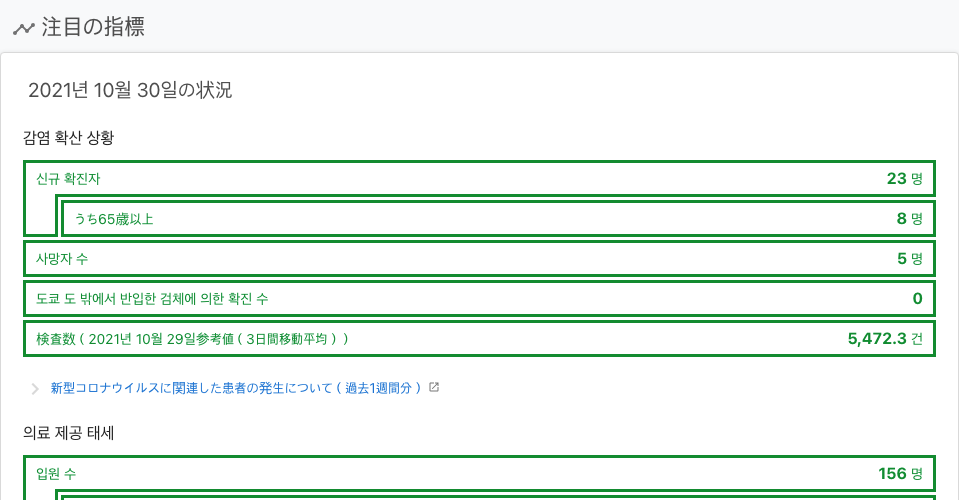 注目の指標
2021년 10월 30일の状況
감염 확산 상황
신규 확진자 23 명
うち65歳以上 8 명
사망자 수 5 명
도쿄 도 밖에서 반입한 검체에 의한 확진 수 0
検査数 ( 2021년 10월 29일参考値 ( 3日間移動平均 ) ) 5,472.3 건
新型コロナウイルスに関連した患者の発生について ( 過去1週間分 )
의료 제공 태세
입원 수 156 명